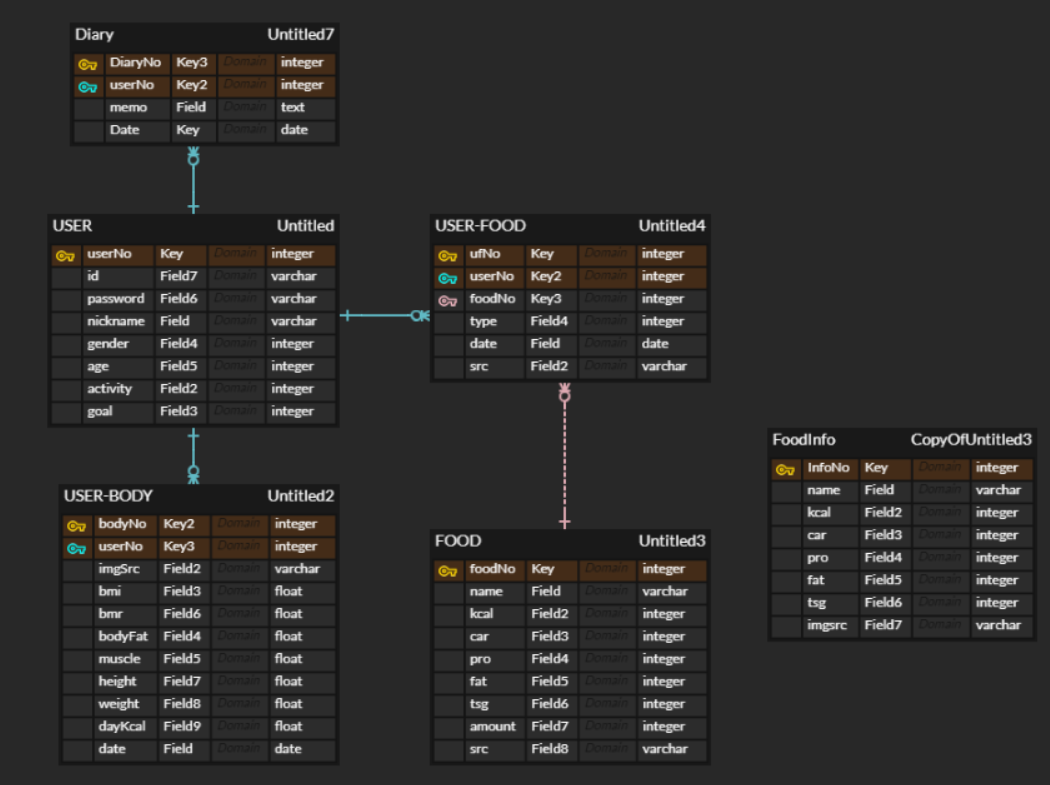 Diary Untitled7
DiaryNo Key3 Domain integer
userNo Key2 Domain integer
memo Field Domain text
Date Key Domain date
USER Untitled
userNo Key Domain integer
id Field7 Domain varchar
password Field6 Domain varchar
nickname Field Domain varchar
gender Field4 Domain integer
age Field5 Domain integer
activity Field2 Domain integer
goal Field3 Domain integer
USER-FOOD Untitled4
ufNo Key Domain integer
userNo Key2 Domain integer
foodNo Key3 Domain integer
type Field4 Domain integer
date Field Domain date
src Field2 Domain varchar
USER-BODY Untitled2
bodyNo Key2 Domain integer
userNo Key3 Domain integer
imgSrc Field2 Domain varchar
bmi Field3 Domain float
bmr Field6 Domain float
bodyFat Field4 Domain float
muscle Field5 Domain float
height Field7 Domain float
weight Field8 Domain float
dayKcal Field9 Domain float
date Field Domain date
FOOD Untitled3
foodNo Key Domain integer
name Field Domain varchar
kcal Field2 Domain integer
car Field3 Domain integer
pro Field4 Domain integer
fat Field5 Domain integer
tsg Field6 Domain integer
amount Field7 Domain integer
src Field8 Domain varchar
FoodInfo CopyOfUntitled3
InfoNo Key Domain integer
name Field Domain varchar
kcal Field2 Domain integer
car Field3 Domain integer
pro Field4 Domain integer
fat Field5 Domain integer
tsg Field6 Domain integer
imgsrc Field7 Domain varchar